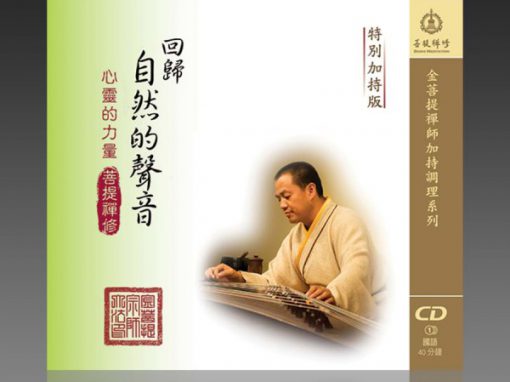 特別加持版
回歸
自然的聲音
心靈的力量
菩提禪修
菩提禪修
金菩提禪師加持調理系列
CD
國語
40分鐘